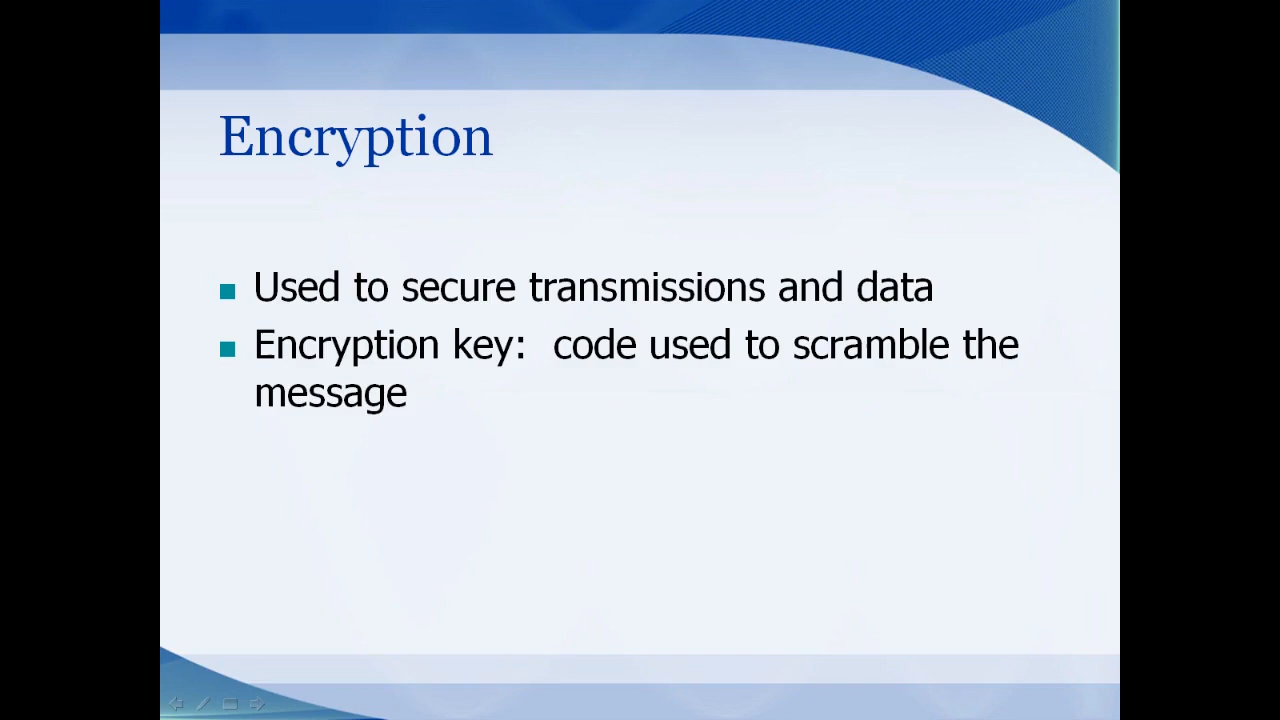 Encryption
Used to secure transmissions and data
Encryption key:  code used to scramble the
message